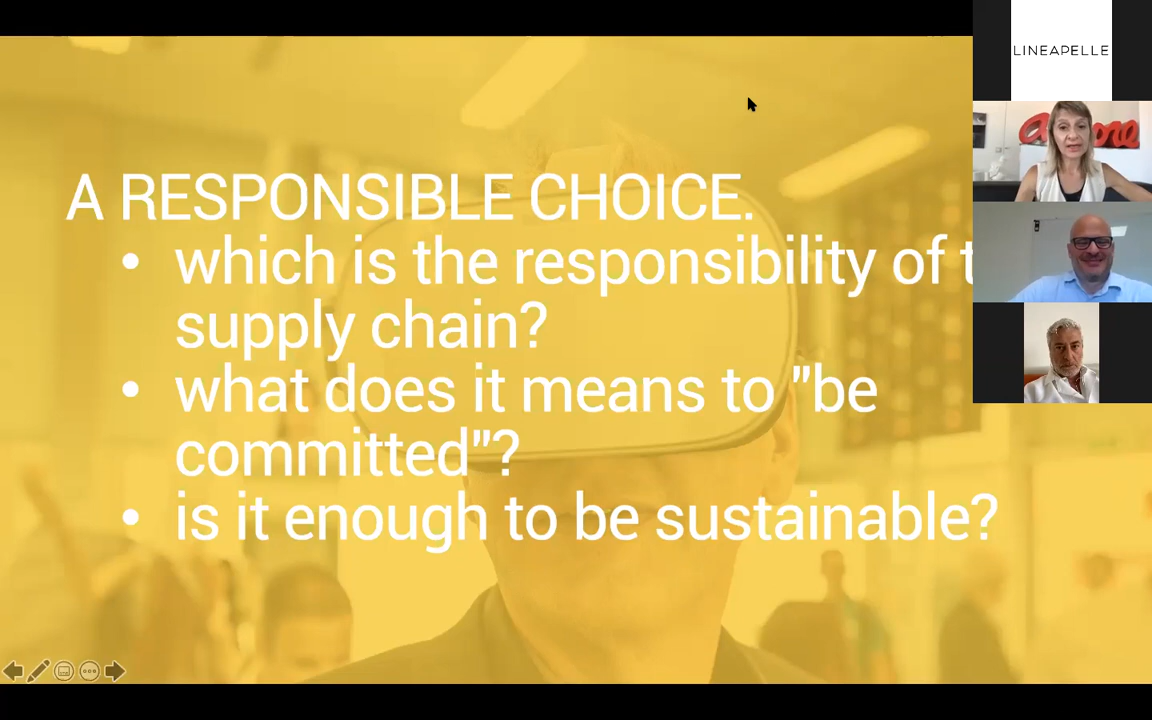 LINEAPELLE
A RESPONSIBLE CHOICE.
• which is the responsibility of
supply chain?
• what does it means to "be
committed"?
• is it enough to be sustainable?